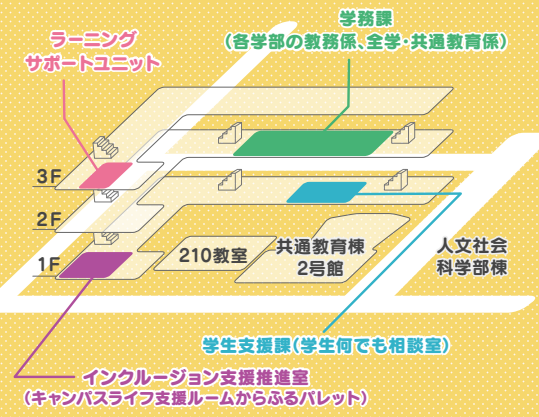 学務課
(各学部の教務係、全学・共通教育係)
ラーニング
サポートユニット
3F
2F
1F
210教室
共通教育棟
2号館
人文社会
科学部棟
学生支援課(学生何でも相談室)
インクルージョン支援推進室
(キャンパスライフ支援ルームからふるパレット)